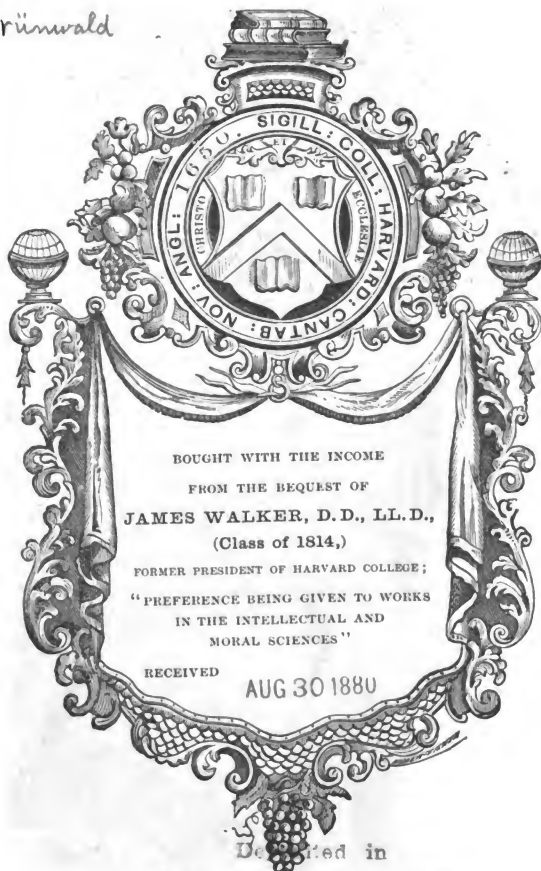 rünwald
SIGILL: COLL: HARVARD: CANTAB: NOV: ANGL: 1650.
ET
CHRISTO
ECCLESIAE
BOUGHT WITH THE INCOME
FROM THE BEQUEST OF
JAMES WALKER, D.D., LL.D.,
(Class of 1814,)
FORMER PRESIDENT OF HARVARD COLLEGE;
"PREFERENCE BEING GIVEN TO WORKS
IN THE INTELLECTUAL AND
MORAL SCIENCES"
RECEIVED AUG 30 1880
in